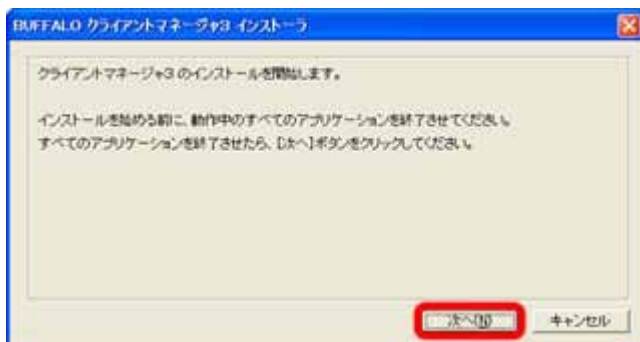 BUFFALO クライアントマネージャ3 インストーラ
クライアントマネージャ3 のインストールを開始します。
インストールを始める前に、動作中のすべてのアプリケーションを終了させてください。
すべてのアプリケーションを終了させたら、[次へ]ボタンをクリックしてください。
次へ(N)
キャンセル